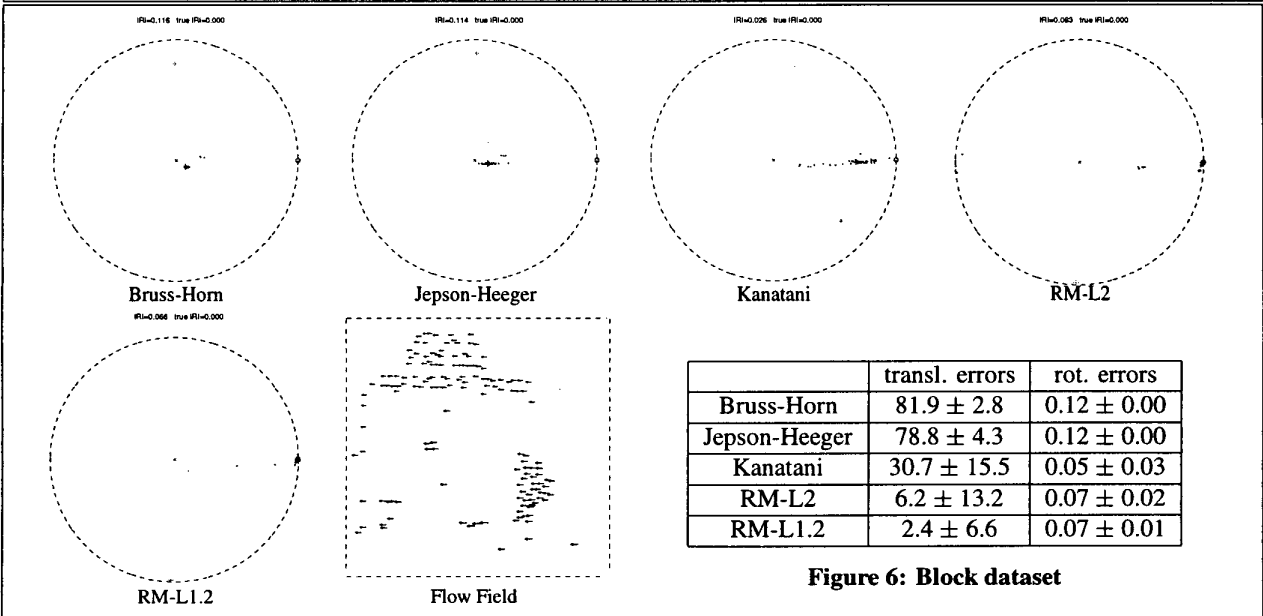 |R|=0.116 true |R|=0.000
|R|=0.114 true |R|=0.000
|R|=0.026 true |R|=0.000
|R|=0.083 true |R|=0.000
Bruss-Horn
Jepson-Heeger
Kanatani
RM-L2
|R|=0.066 true |R|=0.000
RM-L1.2
Flow Field
transl. errors rot. errors
Bruss-Horn 81.9 ± 2.8 0.12 ± 0.00
Jepson-Heeger 78.8 ± 4.3 0.12 ± 0.00
Kanatani 30.7 ± 15.5 0.05 ± 0.03
RM-L2 6.2 ± 13.2 0.07 ± 0.02
RM-L1.2 2.4 ± 6.6 0.07 ± 0.01
Figure 6: Block dataset